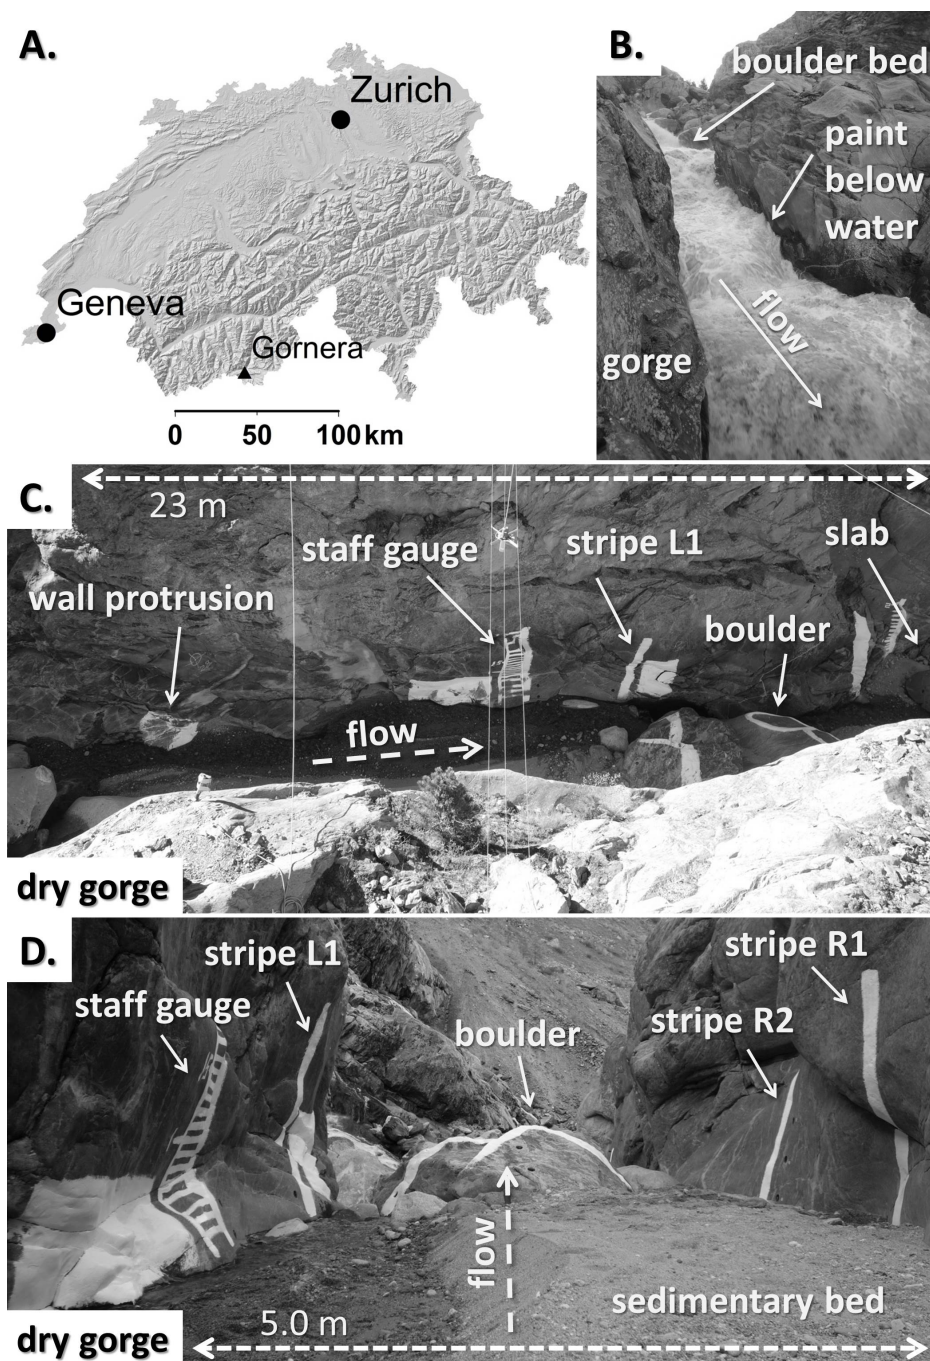 A.
Zurich
Geneva
Gornera
0 50 100 km
B.
boulder bed
paint
below
water
flow
gorge
C.
23 m
staff gauge
stripe L1
slab
wall protrusion
boulder
flow
dry gorge
D.
stripe L1
stripe R1
staff gauge
boulder
stripe R2
flow
sedimentary bed
5.0 m
dry gorge